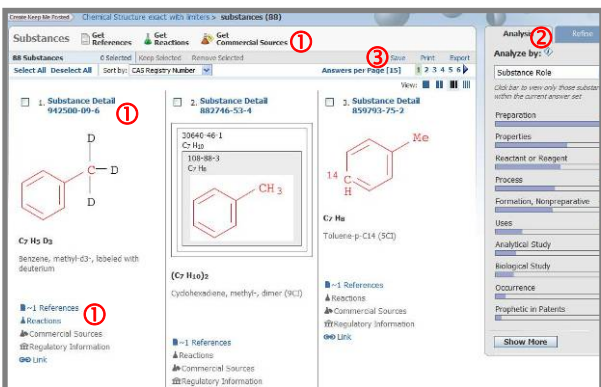 Create Keep Me Posted Chemical Structure exact with limiters > substances (88)
Substances Get References Get Reactions Get Commercial Sources ①
88 Substances 0 Selected Keep Selected Remove Selected ③ Save Print Export
Select All Deselect All Sort by: CAS Registry Number Answers per Page [15] 1 2 3 4 5 6
View:
1. Substance Detail
942500-09-6 ①
D
C D
D
C7 H5 D3
Benzene, methyl-d3-, labeled with
deuterium
~1 References
Reactions ①
Commercial Sources
Regulatory Information
Link
2. Substance Detail
882746-53-4
30640-46-1
C7 H10
108-88-3
C7 H8
CH3
(C7 H10)2
Cyclohexadiene, methyl-, dimer (9CI)
~1 References
Reactions
Commercial Sources
Regulatory Information
3. Substance Detail
859793-75-2
Me
14 C
H
C7 H8
Toluene-p-C14 (5CI)
~1 References
Reactions
Commercial Sources
Regulatory Information
Link
Analysis ② Refine
Analyze by:
Substance Role
Click bar to view only those substan
within the current answer set
Preparation
Properties
Reactant or Reagent
Process
Formation, Nonpreparative
Uses
Analytical Study
Biological Study
Occurrence
Prophetic in Patents
Show More